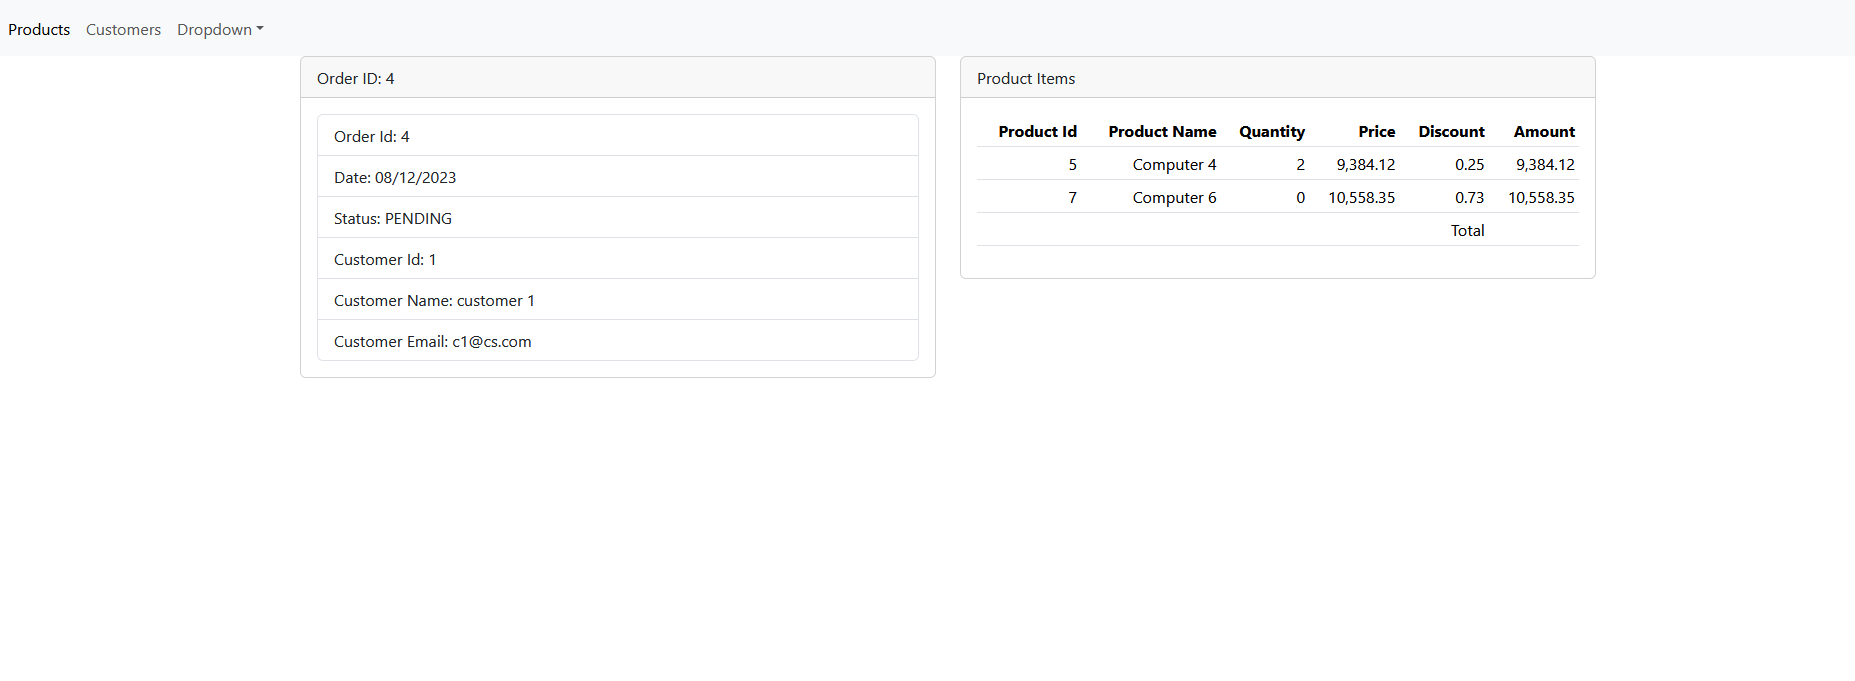 Products Customers Dropdown
Order ID: 4
Order Id: 4
Date: 08/12/2023
Status: PENDING
Customer Id: 1
Customer Name: customer 1
Customer Email: c1@cs.com
Product Items
Product Id Product Name Quantity Price Discount Amount
5 Computer 4 2 9,384.12 0.25 9,384.12
7 Computer 6 0 10,558.35 0.73 10,558.35
Total